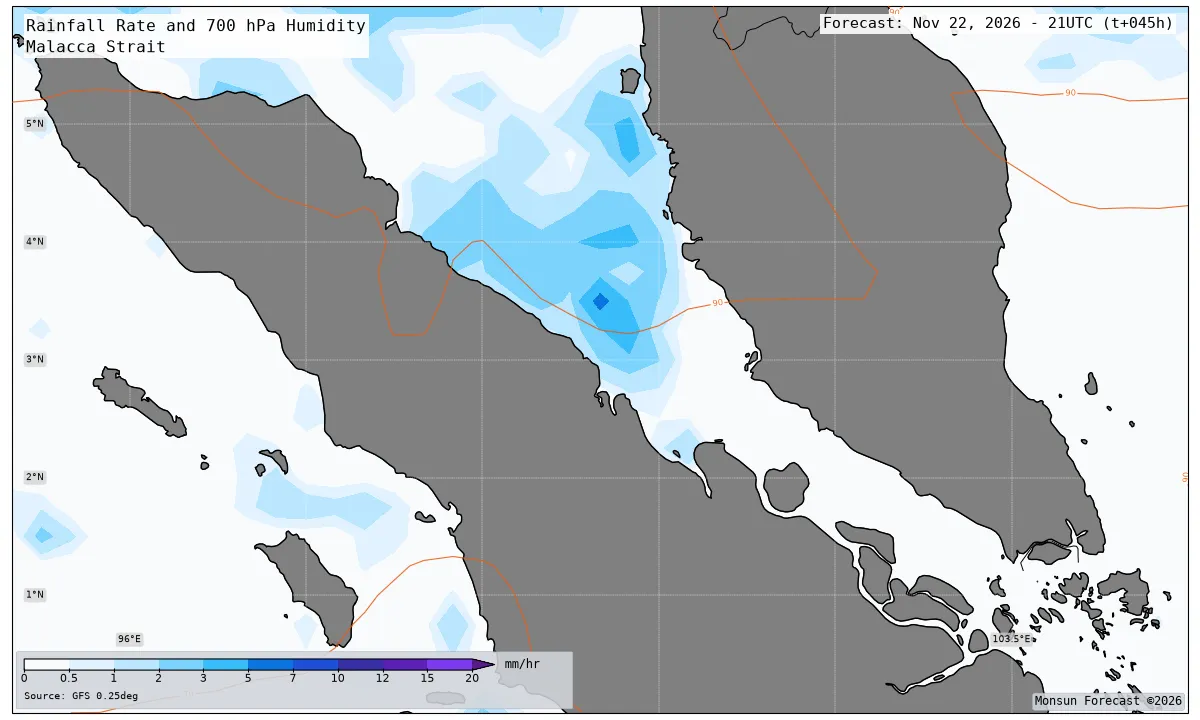 Rainfall Rate and 700 hPa Humidity
Malacca Strait
Forecast: Nov 22, 2026 - 21UTC (t+045h)
90
90
5°N
4°N
90
3°N
2°N
90
1°N
96°E
103.5°E
0 0.5 1 2 3 5 7 10 12 15 20 mm/hr
Source: GFS 0.25deg
Monsun Forecast ©2026